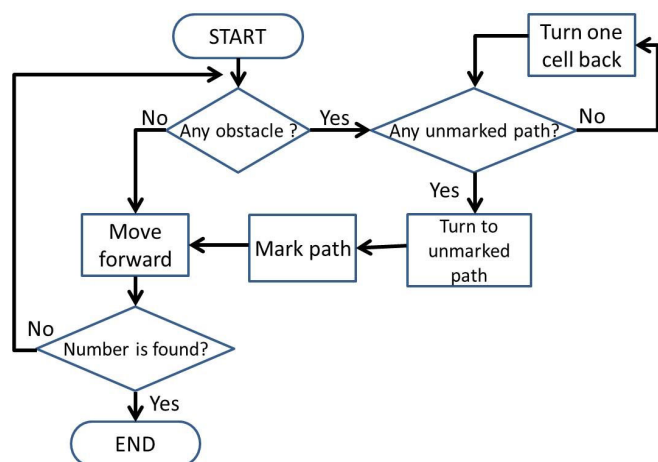 START
Turn one
cell back
No
Any obstacle ?
Yes
Any unmarked path?
No
Yes
Move
forward
Mark path
Turn to
unmarked
path
No
Number is found?
Yes
END